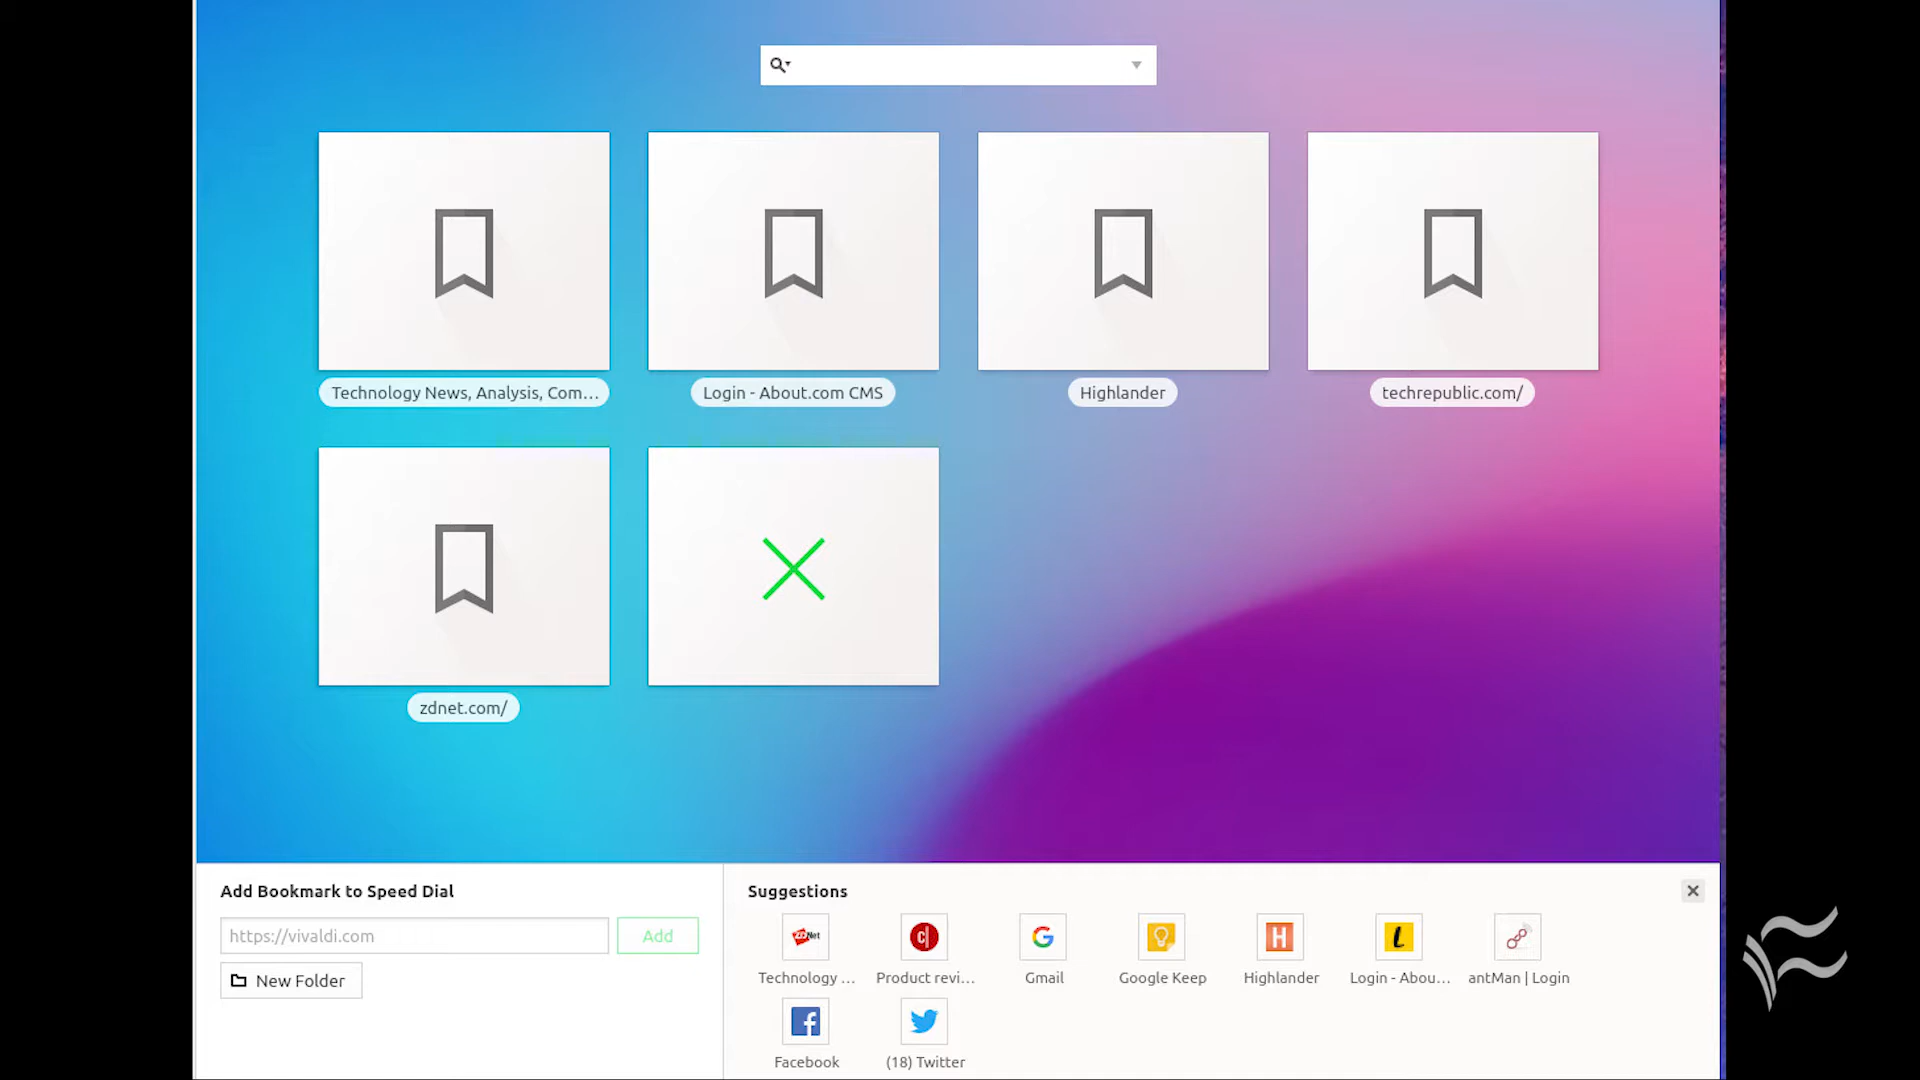 Technology News, Analysis, Com...
Login - About.com CMS
Highlander
techrepublic.com/
zdnet.com/
Add Bookmark to Speed Dial
https://vivaldi.com
Add
New Folder
Suggestions
ZDNet
Technology ...
Product revi...
Gmail
Google Keep
Highlander
Login - Abou...
antMan | Login
Facebook
(18) Twitter